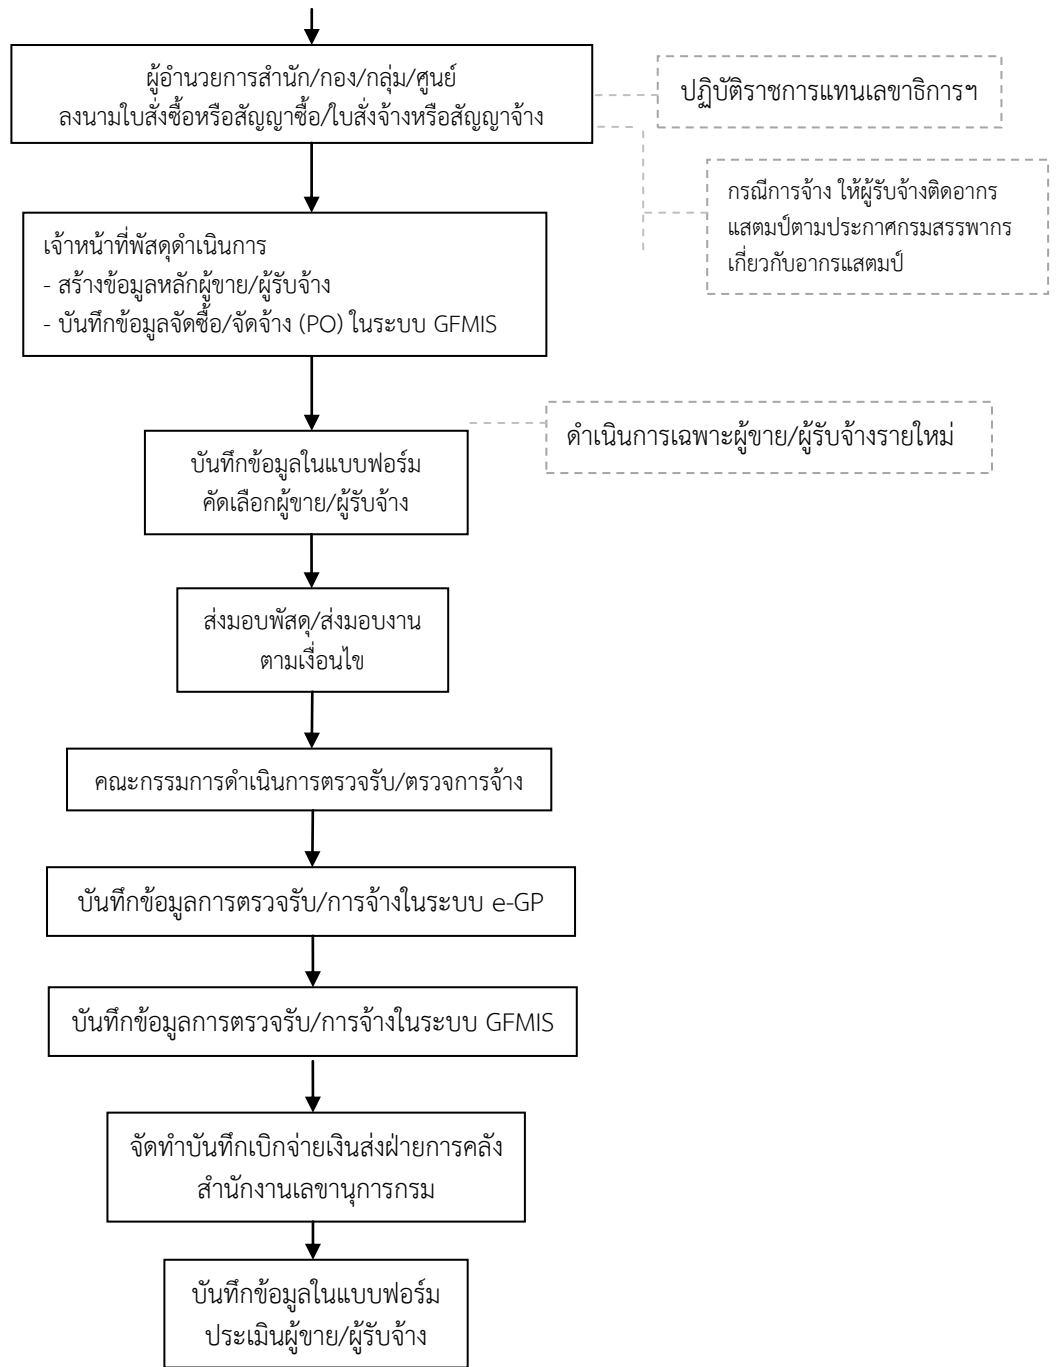 ผู้อำนวยการสำนัก/กอง/กลุ่ม/ศูนย์
ลงนามใบสั่งซื้อหรือสัญญาซื้อ/ใบสั่งจ้างหรือสัญญาจ้าง
ปฏิบัติราชการแทนเลขาธิการฯ
กรณีการจ้าง ให้ผู้รับจ้างติดอากร
แสตมป์ตามประกาศกรมสรรพากร
เกี่ยวกับอากรแสตมป์
เจ้าหน้าที่พัสดุดำเนินการ
- สร้างข้อมูลหลักผู้ขาย/ผู้รับจ้าง
- บันทึกข้อมูลจัดซื้อ/จัดจ้าง (PO) ในระบบ GFMIS
ดำเนินการเฉพาะผู้ขาย/ผู้รับจ้างรายใหม่
บันทึกข้อมูลในแบบฟอร์ม
คัดเลือกผู้ขาย/ผู้รับจ้าง
ส่งมอบพัสดุ/ส่งมอบงาน
ตามเงื่อนไข
คณะกรรมการดำเนินการตรวจรับ/ตรวจการจ้าง
บันทึกข้อมูลการตรวจรับ/การจ้างในระบบ e-GP
บันทึกข้อมูลการตรวจรับ/การจ้างในระบบ GFMIS
จัดทำบันทึกเบิกจ่ายเงินส่งฝ่ายการคลัง
สำนักงานเลขานุการกรม
บันทึกข้อมูลในแบบฟอร์ม
ประเมินผู้ขาย/ผู้รับจ้าง